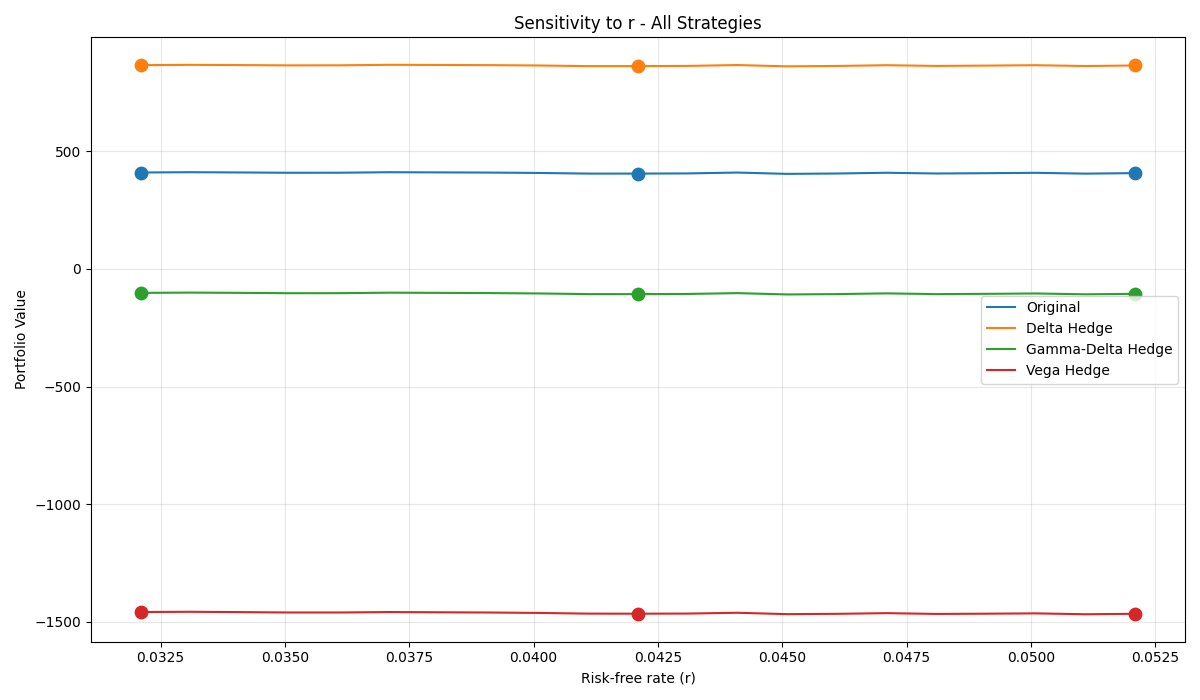 Sensitivity to r - All Strategies
Portfolio Value
500
0
−500
−1000
−1500
Original
Delta Hedge
Gamma-Delta Hedge
Vega Hedge
0.0325 0.0350 0.0375 0.0400 0.0425 0.0450 0.0475 0.0500 0.0525
Risk-free rate (r)